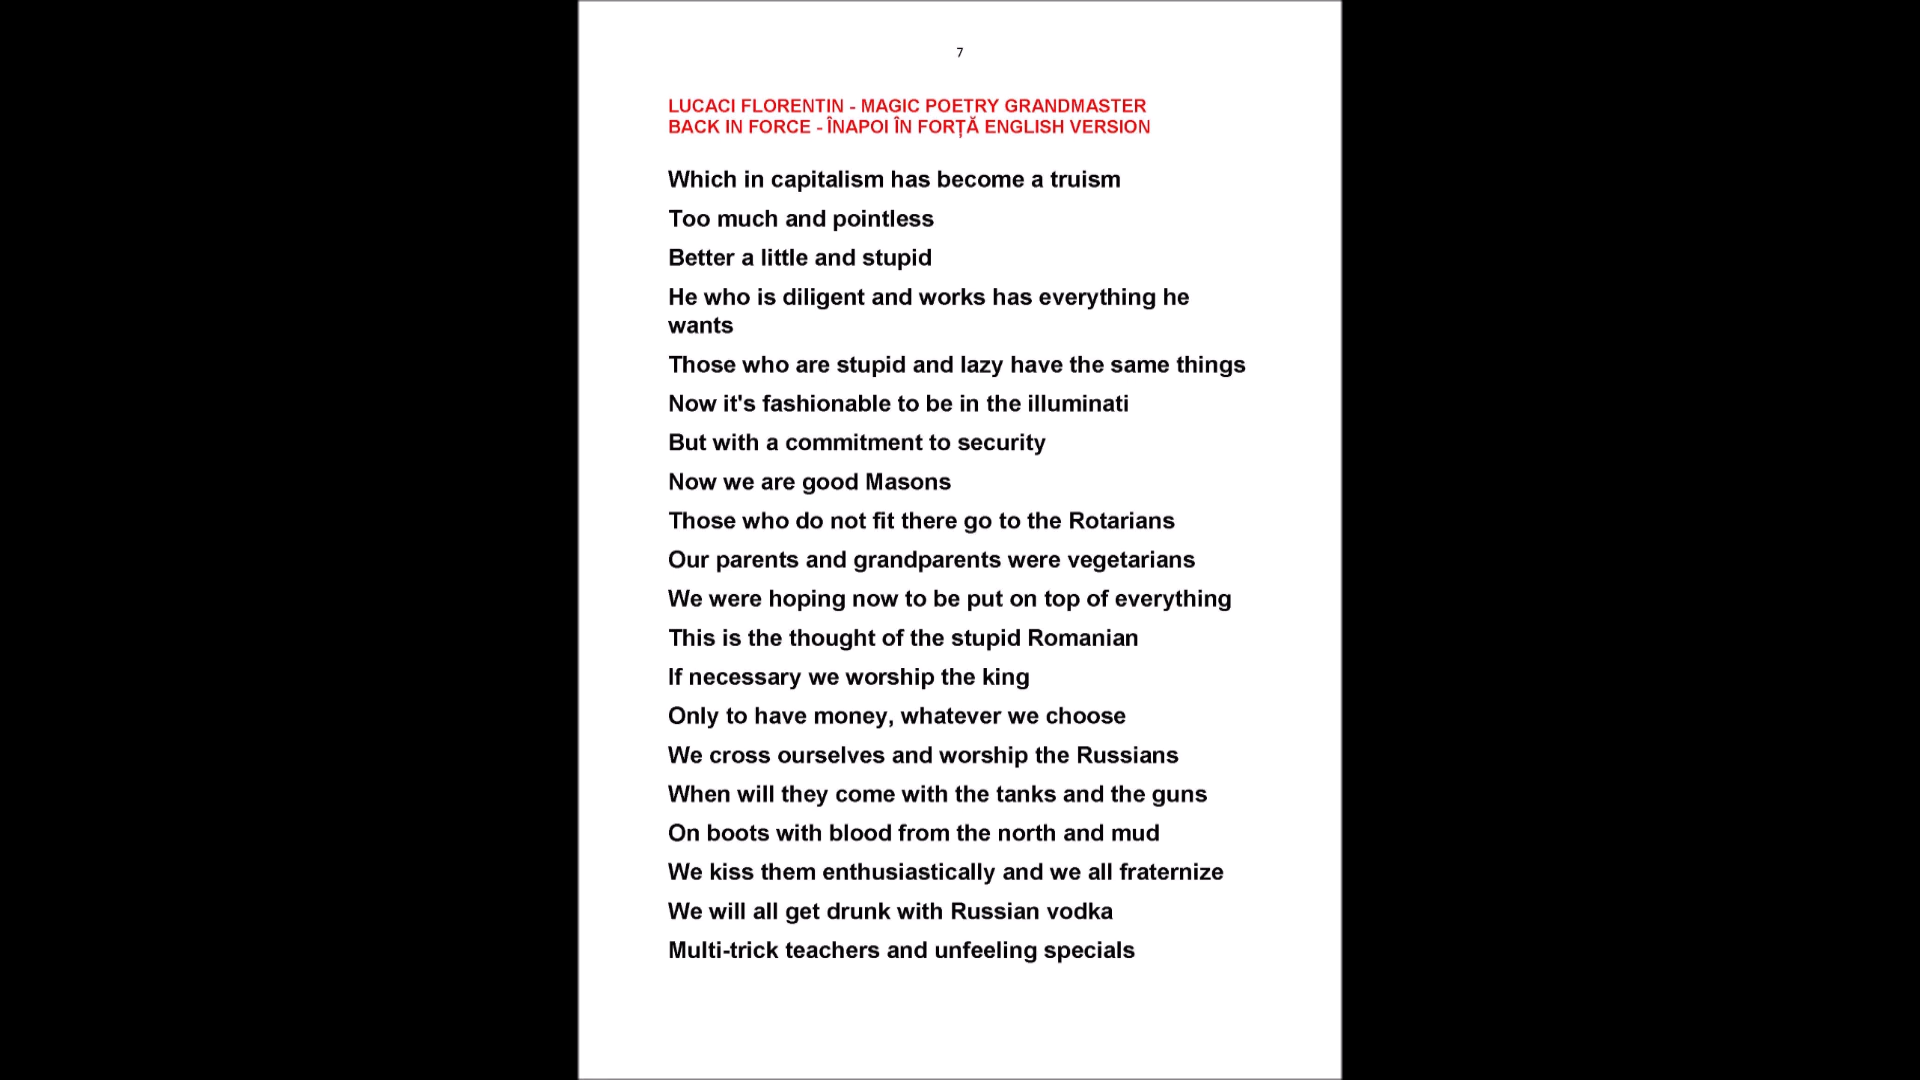 7
LUCACI FLORENTIN - MAGIC POETRY GRANDMASTER
BACK IN FORCE - ÎNAPOI ÎN FORŢĂ ENGLISH VERSION
Which in capitalism has become a truism
Too much and pointless
Better a little and stupid
He who is diligent and works has everything he
wants
Those who are stupid and lazy have the same things
Now it's fashionable to be in the illuminati
But with a commitment to security
Now we are good Masons
Those who do not fit there go to the Rotarians
Our parents and grandparents were vegetarians
We were hoping now to be put on top of everything
This is the thought of the stupid Romanian
If necessary we worship the king
Only to have money, whatever we choose
We cross ourselves and worship the Russians
When will they come with the tanks and the guns
On boots with blood from the north and mud
We kiss them enthusiastically and we all fraternize
We will all get drunk with Russian vodka
Multi-trick teachers and unfeeling specials